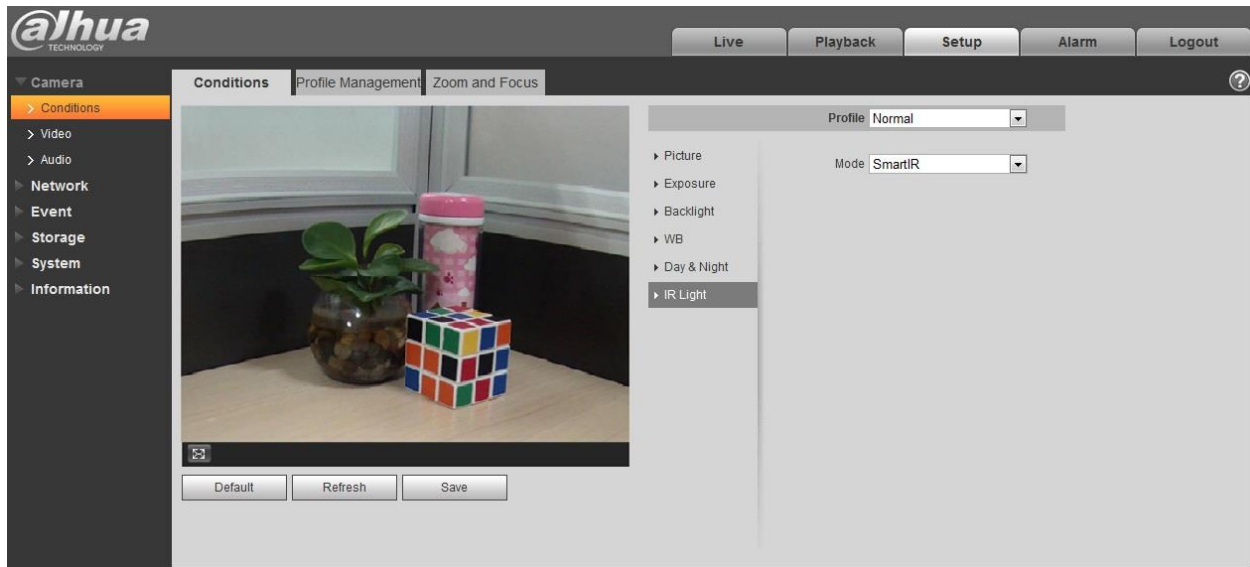 alhua
TECHNOLOGY
Live
Playback
Setup
Alarm
Logout
Camera
Conditions
Video
Audio
Network
Event
Storage
System
Information
Conditions
Profile Management
Zoom and Focus
?
Profile Normal
Picture
Exposure
Backlight
WB
Day & Night
IR Light
Mode SmartIR
Default
Refresh
Save